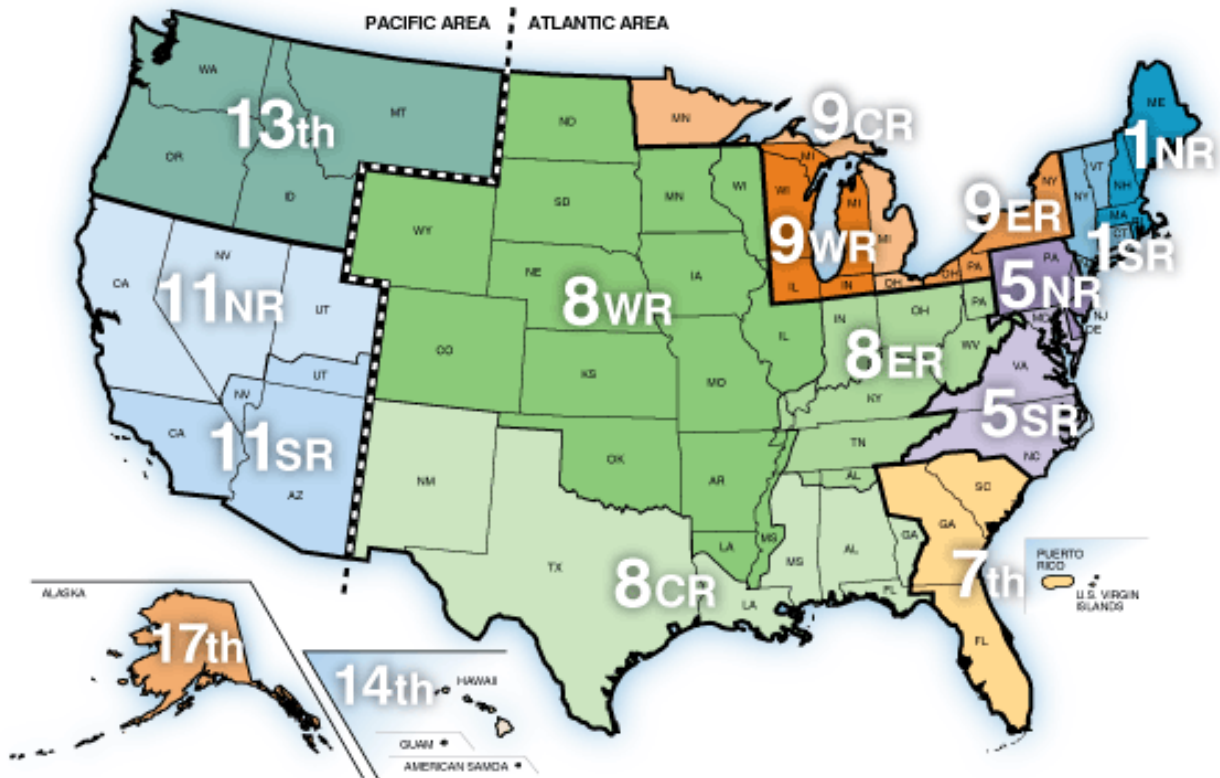 PACIFIC AREA ATLANTIC AREA
WA
MT
OR
ID
13th
ND
MN
9CR
ME
1NR
SD
MN
WI
WI
MI
MI
MI
NY
NY
VT
NH
MA
CT
9ER
1SR
WY
NV
CA
UT
11NR
NE
IA
8WR
9WR
IL
IN
OH
OH
PA
PA
5NR
NJ
DE
MD
CO
KS
MO
IL
IN
OH
PA
WV
8ER
KY
VA
UT
NV
CA
11SR
AZ
NM
OK
AR
TN
AL
5SR
NC
SC
GA
GA
LA
MS
MS
AL
TX
8CR
LA
FL
7th
FL
PUERTO
RICO
U.S. VIRGIN
ISLANDS
ALASKA
17th
14th
HAWAII
GUAM
AMERICAN SAMOA